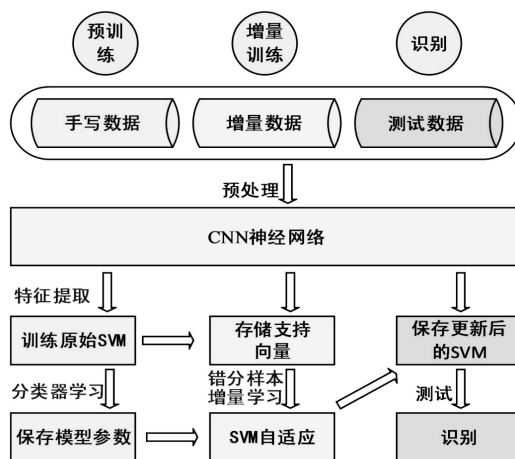 预训
练
增量
训练
识别
手写数据
增量数据
测试数据
预处理
CNN神经网络
特征提取
训练原始SVM
存储支持
向量
保存更新后
的SVM
分类器学习
错分样本
增量学习
测试
保存模型参数
SVM自适应
识别